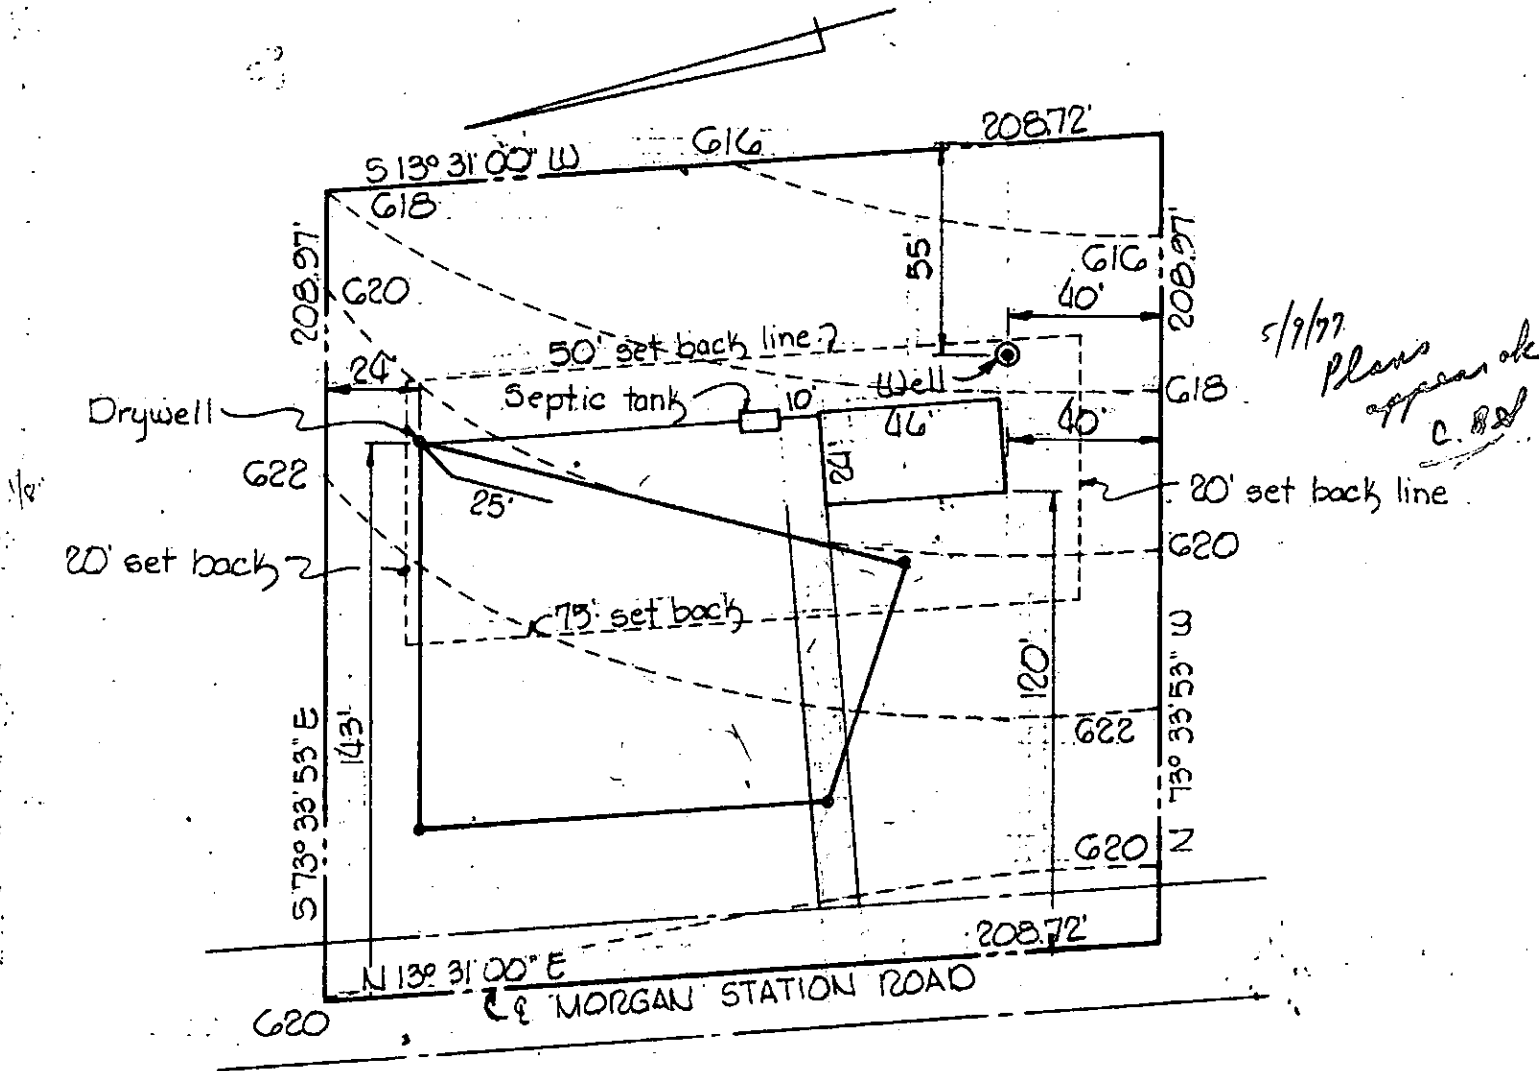 208.72'
S 13° 31' 00" W
616
618
208.97'
620
55'
616
40'
208.97'
5/9/77
Plans
appear ok
50' set back line
24'
Septic tank
10'
Well
618
Drywell
46'
40'
24'
622
25'
20' set back line
20' set back
620
75' set back
120'
143'
S 73° 33' 53" E
N 73° 33' 53" W
622
620
208.72'
N 13° 31' 00" E
℄ MORGAN STATION ROAD
620